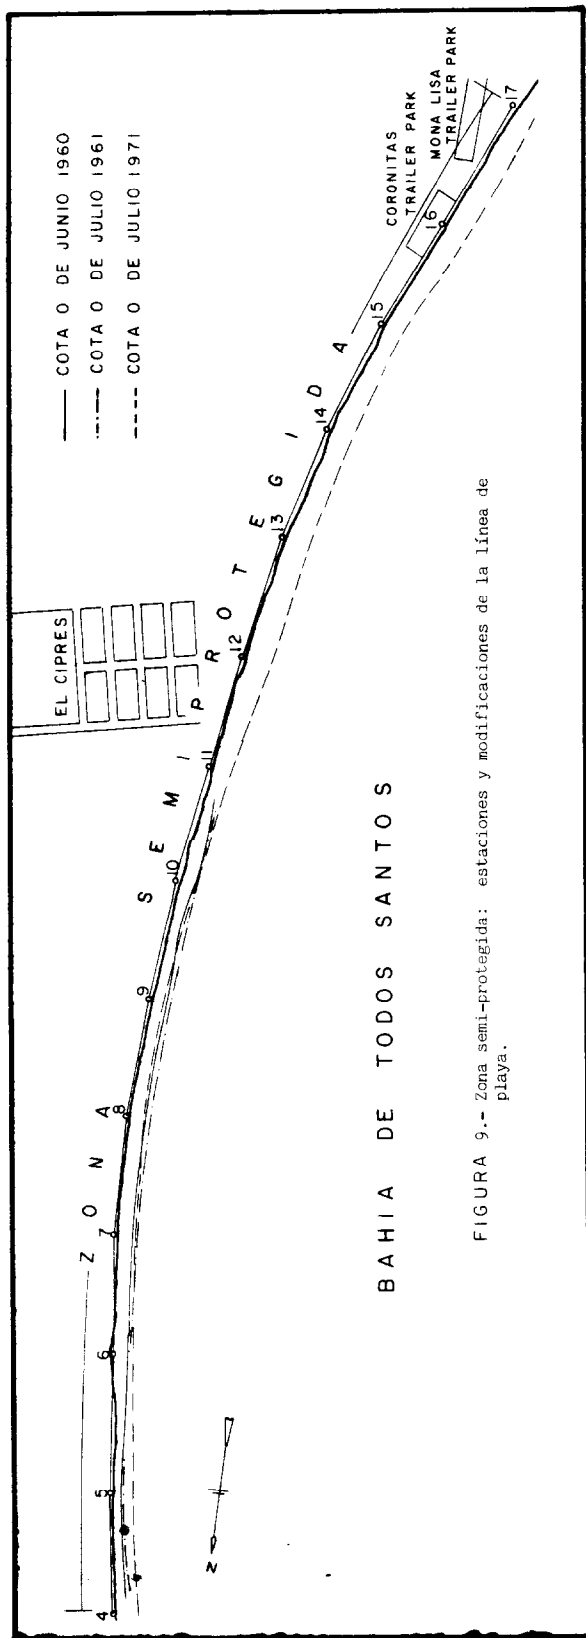 COTA 0 DE JUNIO 1960
COTA 0 DE JULIO 1961
COTA 0 DE JULIO 1971
EL CIPRES
CORONITAS
TRAILER PARK
MONA LISA
TRAILER PARK
ZONA SEMI PROTEGIDA
4 5 6 7 8 9 10 11 12 13 14 15 16 17
N
BAHIA DE TODOS SANTOS
FIGURA 9.- Zona semi-protegida: estaciones y modificaciones de la línea de
playa.